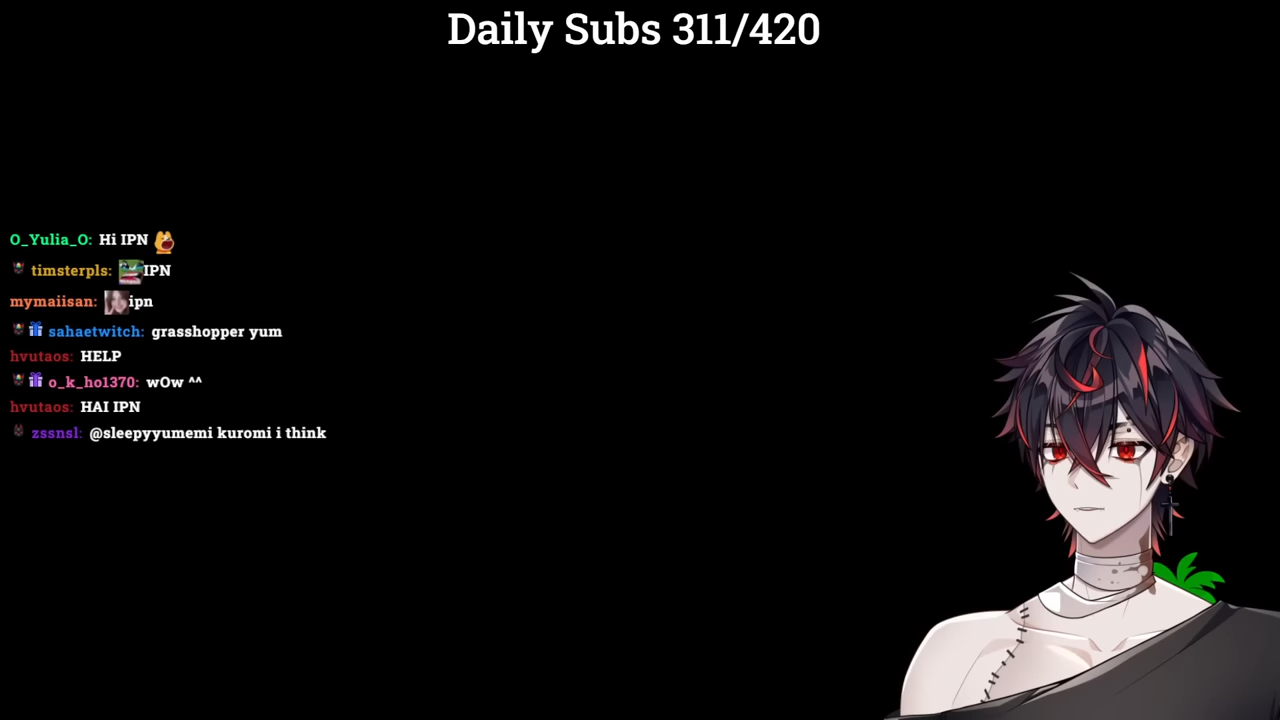 Daily Subs 311/420
O_Yulia_O: Hi IPN
timsterpls: IPN
mymaiisan: ipn
sahaetwitch: grasshopper yum
hvutaos: HELP
o_k_ho1370: wOw ^^
hvutaos: HAI IPN
zssnsl: @sleepyyumemi kuromi i think